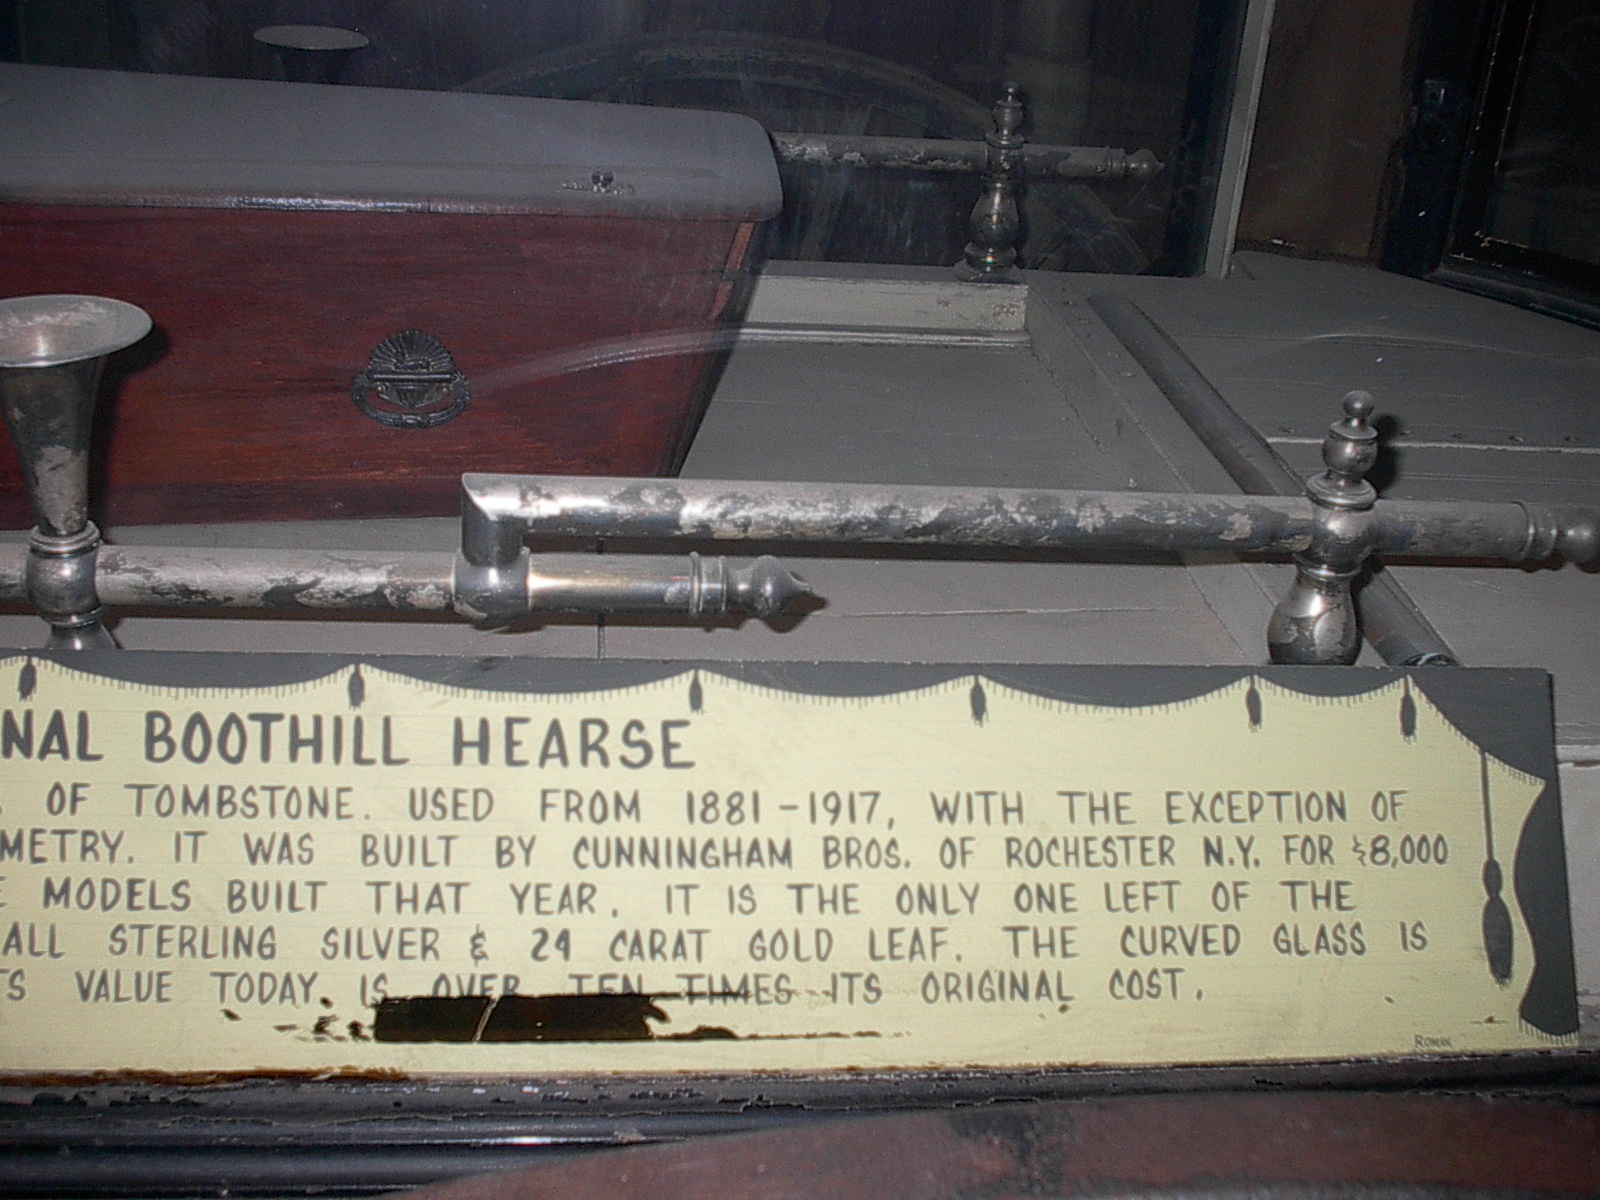 NAL BOOTHILL HEARSE
OF TOMBSTONE. USED FROM 1881-1917, WITH THE EXCEPTION OF
METRY. IT WAS BUILT BY CUNNINGHAM BROS. OF ROCHESTER N.Y. FOR $8,000
E MODELS BUILT THAT YEAR. IT IS THE ONLY ONE LEFT OF THE
ALL STERLING SILVER & 24 CARAT GOLD LEAF. THE CURVED GLASS IS
TS VALUE TODAY IS OVER TEN TIMES ITS ORIGINAL COST.
ROMAN